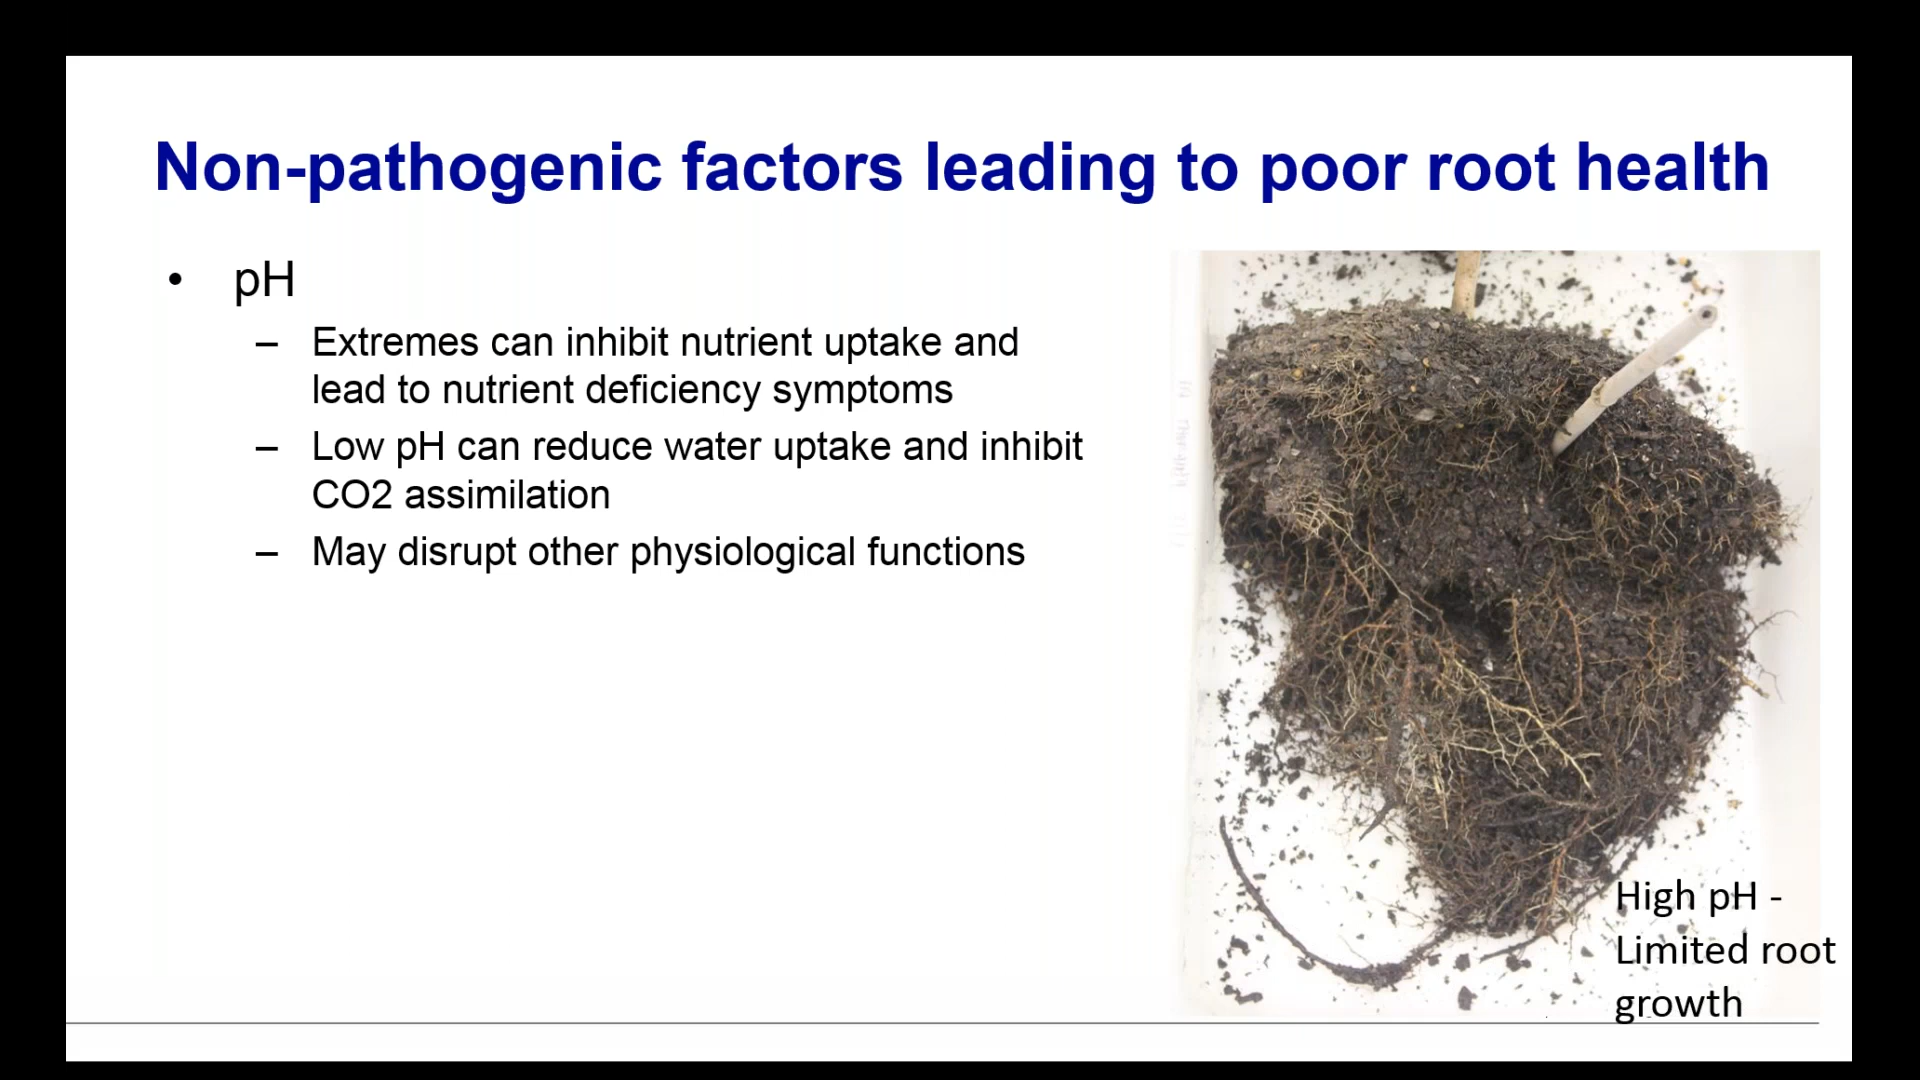 Non-pathogenic factors leading to poor root health
• pH
– Extremes can inhibit nutrient uptake and
lead to nutrient deficiency symptoms
– Low pH can reduce water uptake and inhibit
CO2 assimilation
– May disrupt other physiological functions
High pH -
Limited root
growth